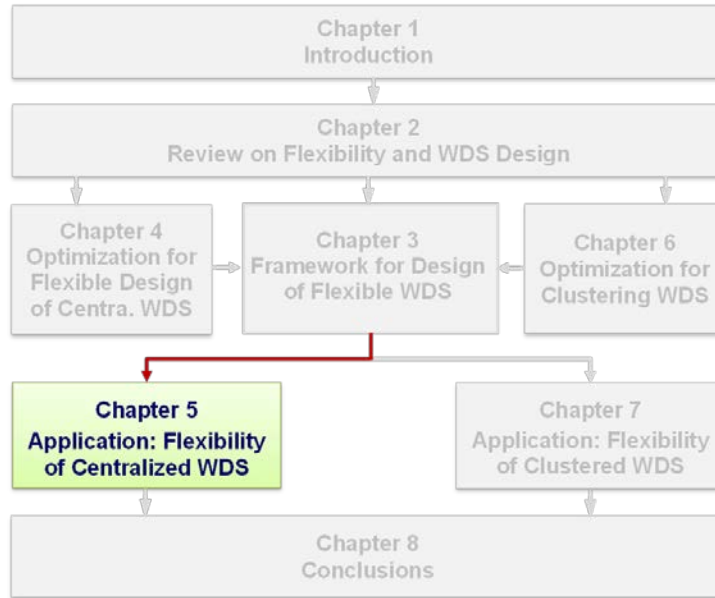 Chapter 1
Introduction
Chapter 2
Review on Flexibility and WDS Design
Chapter 4
Optimization for
Flexible Design
of Centra. WDS
Chapter 3
Framework for Design
of Flexible WDS
Chapter 6
Optimization for
Clustering WDS
Chapter 5
Application: Flexibility
of Centralized WDS
Chapter 7
Application: Flexibility
of Clustered WDS
Chapter 8
Conclusions